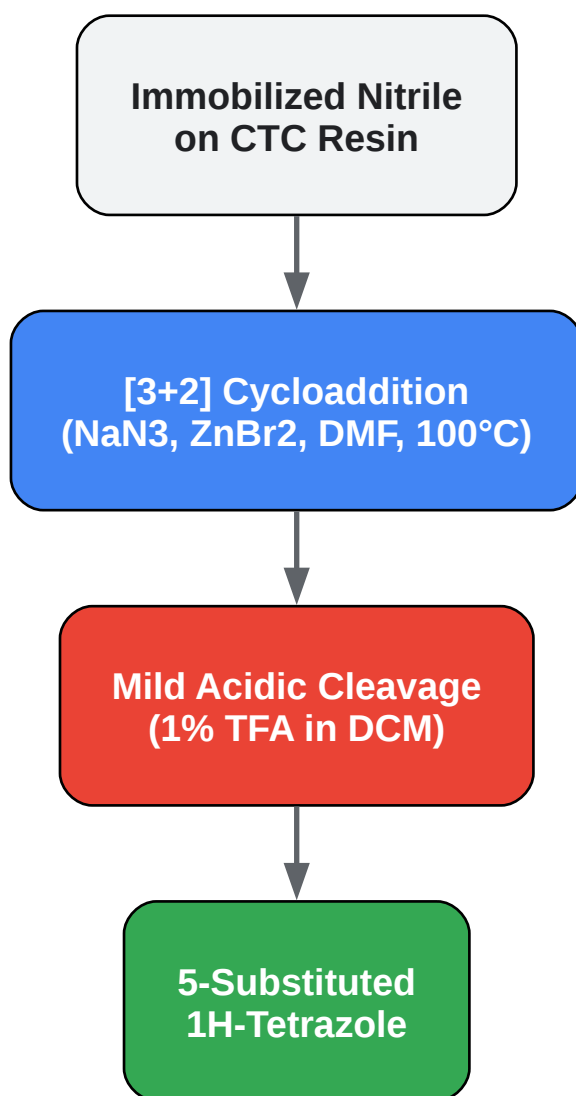 Immobilized Nitrile
on CTC Resin
[3+2] Cycloaddition
(NaN3, ZnBr2, DMF, 100°C)
Mild Acidic Cleavage
(1% TFA in DCM)
5-Substituted
1H-Tetrazole